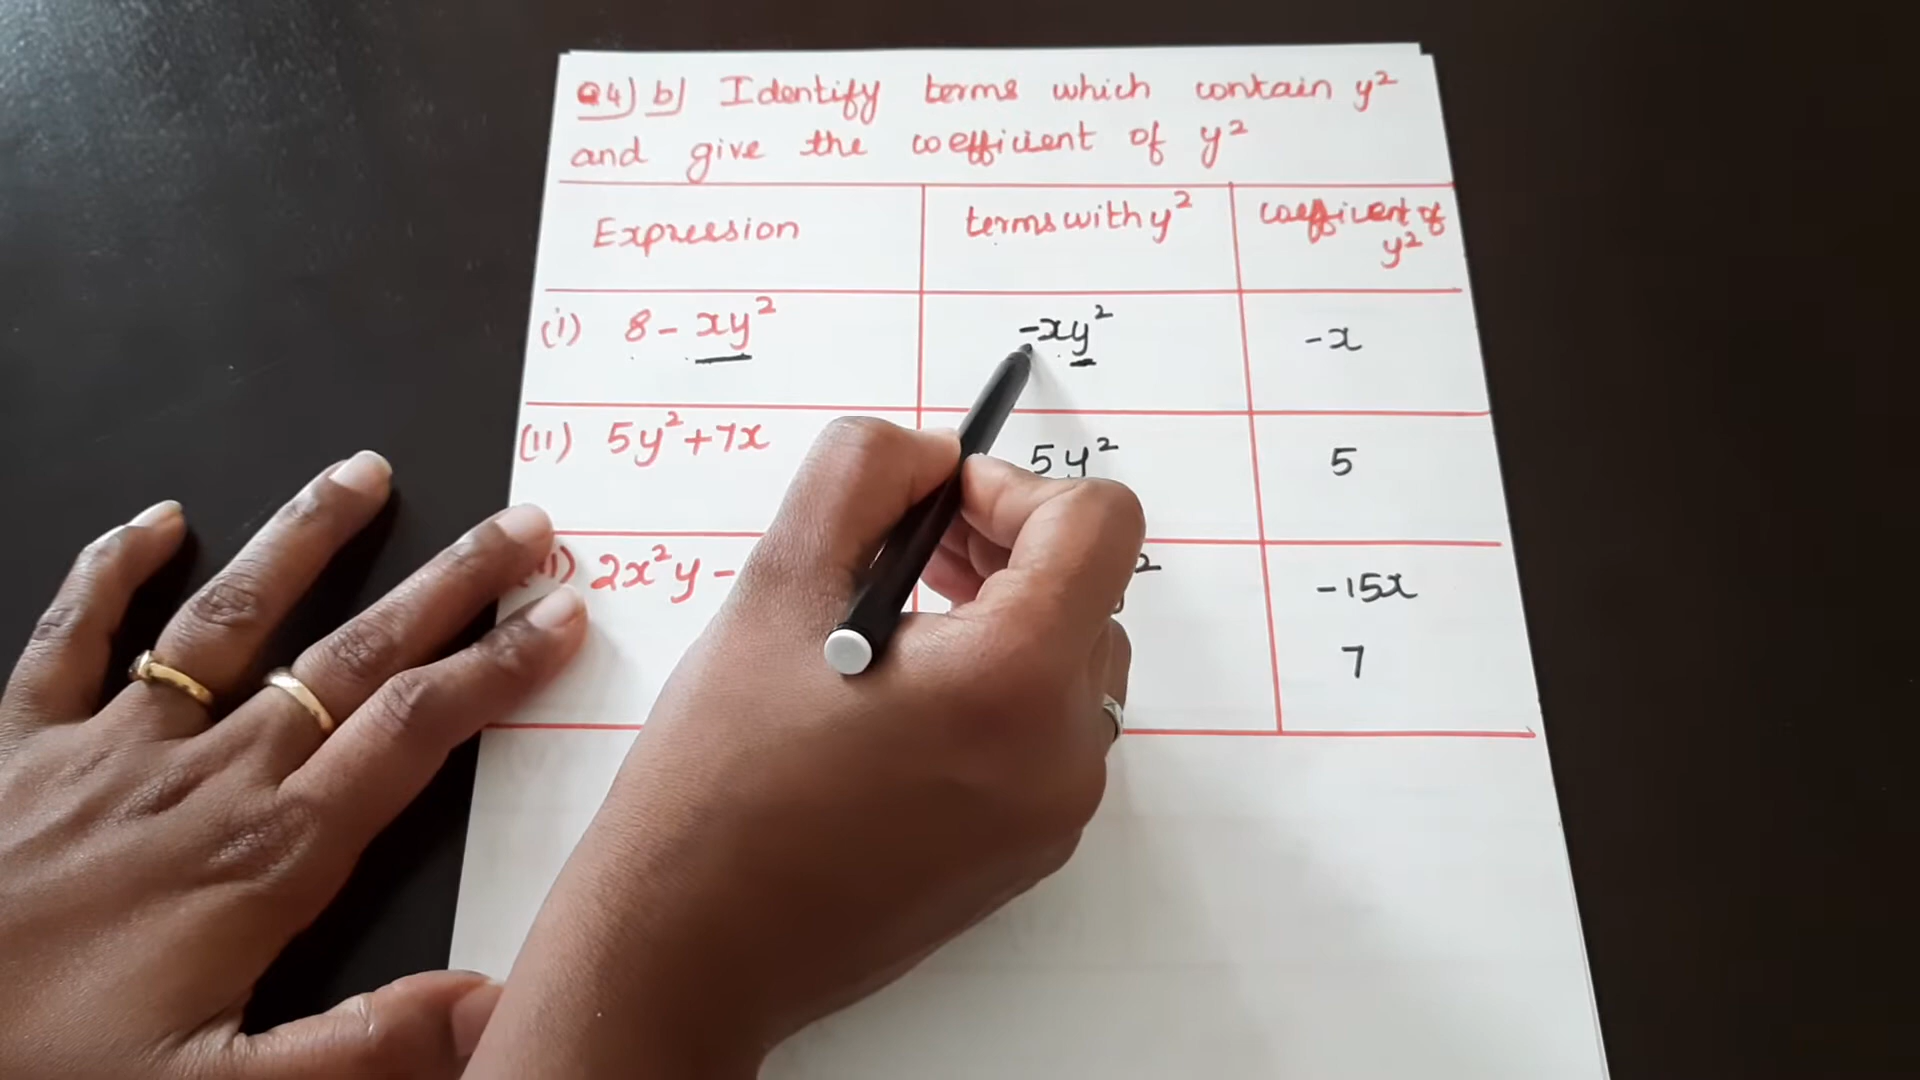 Q4) b) Identify terms which contain y²
and give the coefficient of y²
Expression
terms with y²
coefficient of
y²
(i) 8 - xy²
-xy²
-x
(ii) 5y² + 7x
5y²
5
2x²y -
-15x
7